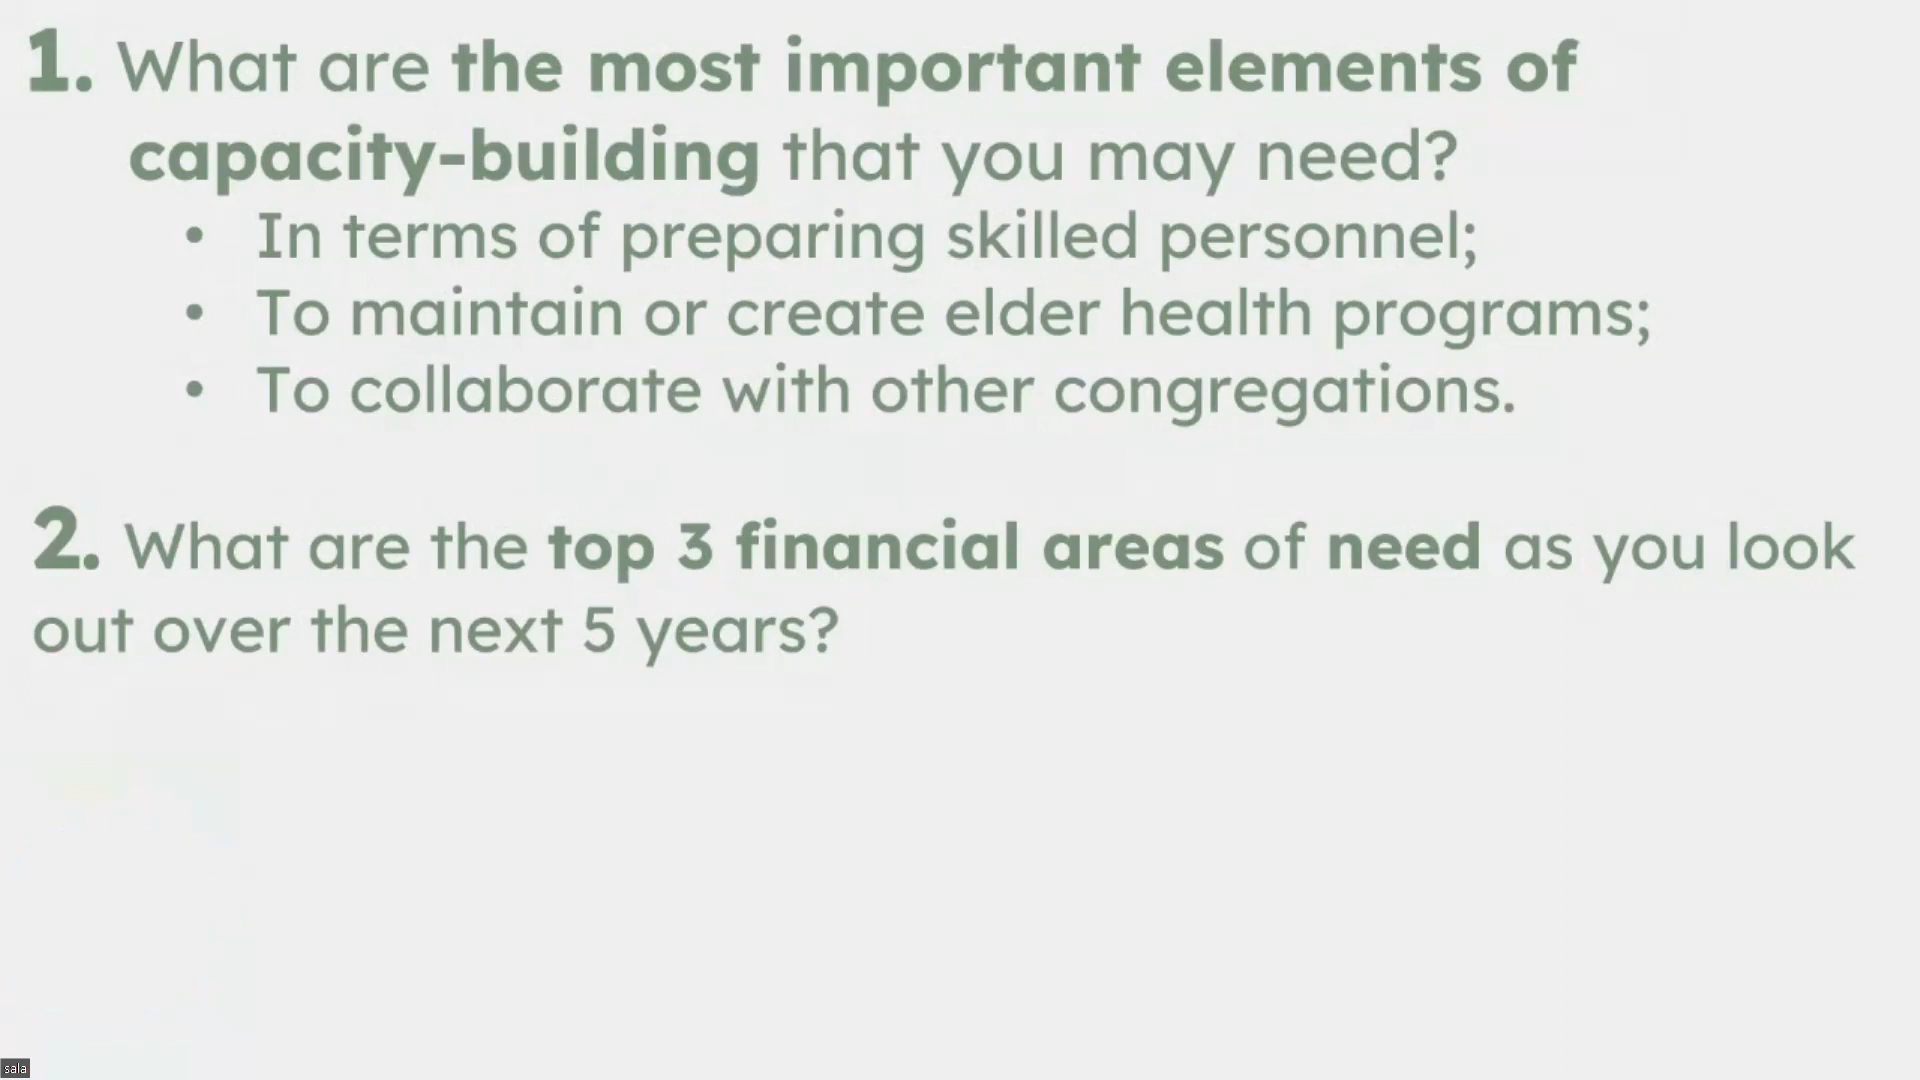 1. What are the most important elements of
capacity-building that you may need?
• In terms of preparing skilled personnel;
• To maintain or create elder health programs;
• To collaborate with other congregations.
2. What are the top 3 financial areas of need as you look
out over the next 5 years?
sala